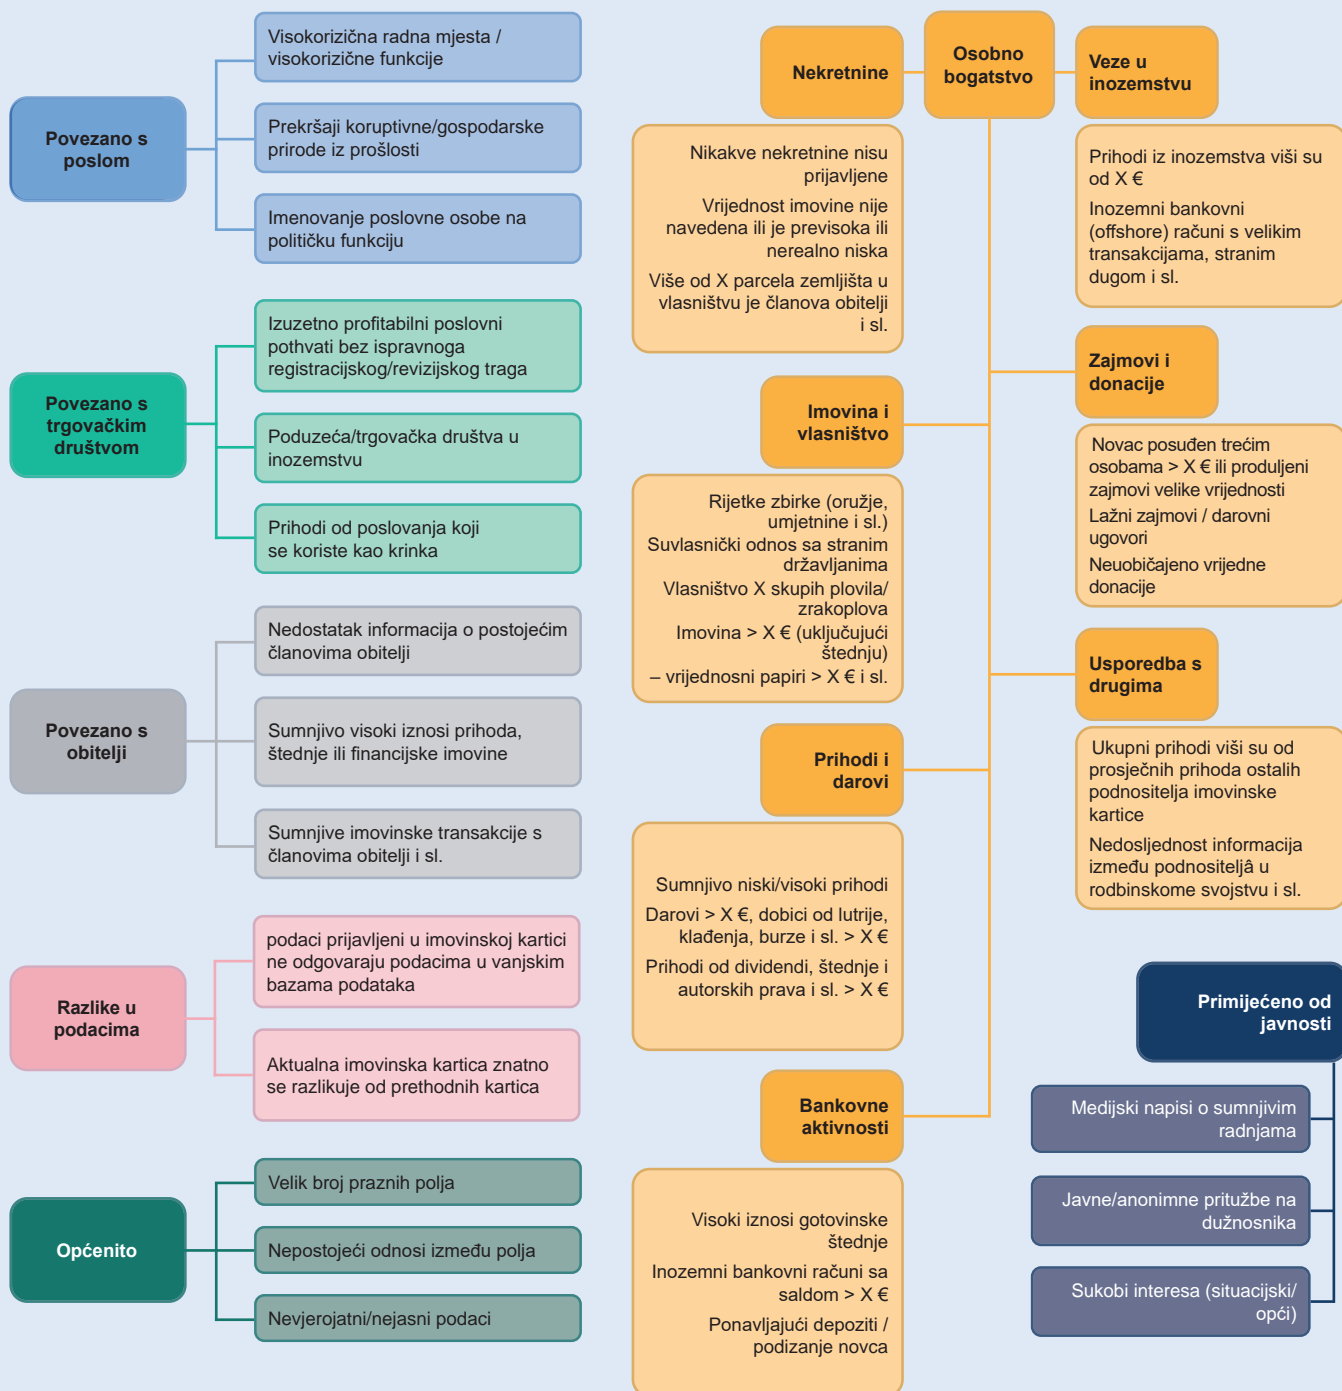 Povezano s
poslom
Visokorizična radna mjesta /
visokorizične funkcije
Prekršaji koruptivne/gospodarske
prirode iz prošlosti
Imenovanje poslovne osobe na
političku funkciju
Povezano s
trgovačkim
društvom
Izuzetno profitabilni poslovni
pothvati bez ispravnoga
registracijskog/revizijskog traga
Poduzeća/trgovačka društva u
inozemstvu
Prihodi od poslovanja koji
se koriste kao krinka
Povezano s
obitelji
Nedostatak informacija o postojećim
članovima obitelji
Sumnjivo visoki iznosi prihoda,
štednje ili financijske imovine
Sumnjive imovinske transakcije s
članovima obitelji i sl.
Razlike u
podacima
podaci prijavljeni u imovinskoj kartici
ne odgovaraju podacima u vanjskim
bazama podataka
Aktualna imovinska kartica znatno
se razlikuje od prethodnih kartica
Općenito
Velik broj praznih polja
Nepostojeći odnosi između polja
Nevjerojatni/nejasni podaci
Osobno
bogatstvo
Nekretnine
Nikakve nekretnine nisu
prijavljene
Vrijednost imovine nije
navedena ili je previsoka ili
nerealno niska
Više od X parcela zemljišta u
vlasništvu je članova obitelji
i sl.
Imovina i
vlasništvo
Rijetke zbirke (oružje,
umjetnine i sl.)
Suvlasnički odnos sa stranim
državljanima
Vlasništvo X skupih plovila/
zrakoplova
Imovina > X € (uključujući
štednju)
– vrijednosni papiri > X € i sl.
Prihodi i
darovi
Sumnjivo niski/visoki prihodi
Darovi > X €, dobici od lutrije,
klađenja, burze i sl. > X €
Prihodi od dividendi, štednje i
autorskih prava i sl. > X €
Bankovne
aktivnosti
Visoki iznosi gotovinske
štednje
Inozemni bankovni računi sa
saldom > X €
Ponavljajući depoziti /
podizanje novca
Veze u
inozemstvu
Prihodi iz inozemstva viši su
od X €
Inozemni bankovni
(offshore) računi s velikim
transakcijama, stranim
dugom i sl.
Zajmovi i
donacije
Novac posuđen trećim
osobama > X € ili produljeni
zajmovi velike vrijednosti
Lažni zajmovi / darovni
ugovori
Neuobičajeno vrijedne
donacije
Usporedba s
drugima
Ukupni prihodi viši su od
prosječnih prihoda ostalih
podnositelja imovinske
kartice
Nedosljednost informacija
između podnositeljâ u
rodbinskome svojstvu i sl.
Primijećeno od
javnosti
Medijski napisi o sumnjivim
radnjama
Javne/anonimne pritužbe na
dužnosnika
Sukobi interesa (situacijski/
opći)